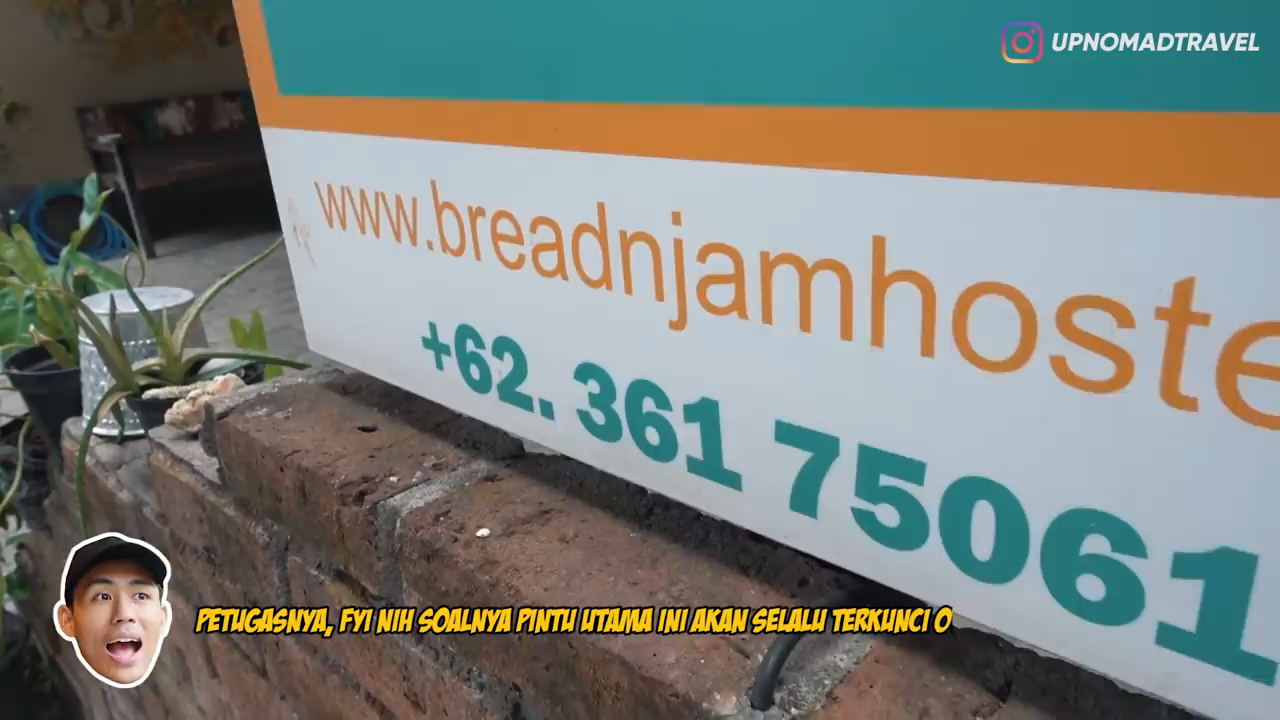 UPNOMADTRAVEL
www.breadnjamhoste
+62. 361 75061
PETUGASNYA, FYI NIH SOALNYA PINTU UTAMA INI AKAN SELALU TERKUNCI O